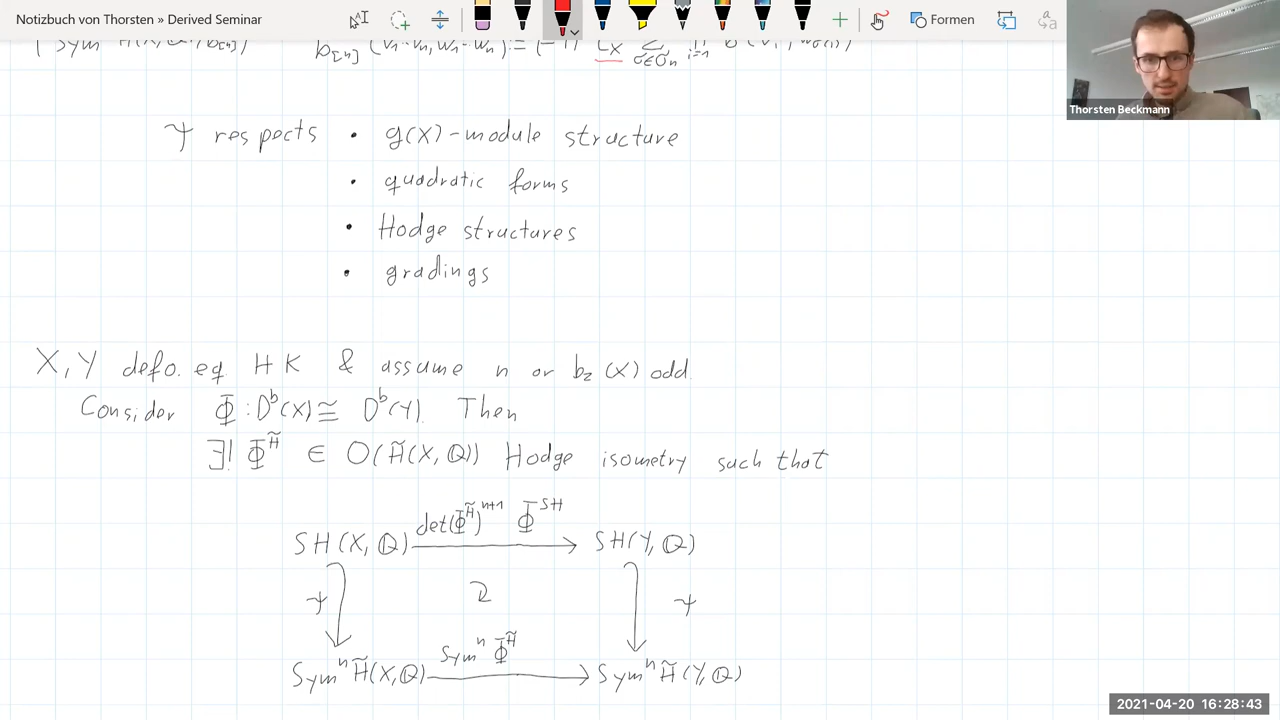 Notizbuch von Thorsten » Derived Seminar
Formen
Thorsten Beckmann
ψ respects • g(X)-module structure
• quadratic forms
• Hodge structures
• gradings
X, Y defo. eq. HK & assume n or b₂(X) odd.
Consider Φ : Dᵇ(X) ≅ Dᵇ(Y). Then
∃! Φ^H̃ ∈ O(H̃(X, ℚ)) Hodge isometry such that
det(Φ^H̃)^{n+1} Φ^{SH}
SH(X, ℚ) → SH(Y, ℚ)
ψ ψ
Symⁿ Φ^H̃
Symⁿ H̃(X, ℚ) → Symⁿ H̃(Y, ℚ)
2021-04-20 16:28:43